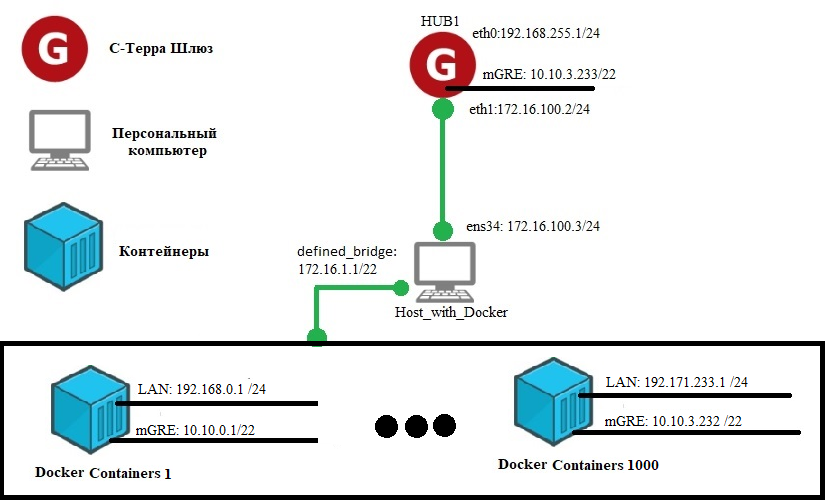 G
С-Терра Шлюз
Персональный
компьютер
Контейнеры
HUB1
eth0:192.168.255.1/24
G
mGRE: 10.10.3.233/22
eth1:172.16.100.2/24
ens34: 172.16.100.3/24
defined_bridge:
172.16.1.1/22
Host_with_Docker
LAN: 192.168.0.1 /24
mGRE: 10.10.0.1/22
Docker Containers 1
LAN: 192.171.233.1 /24
mGRE: 10.10.3.232 /22
Docker Containers 1000